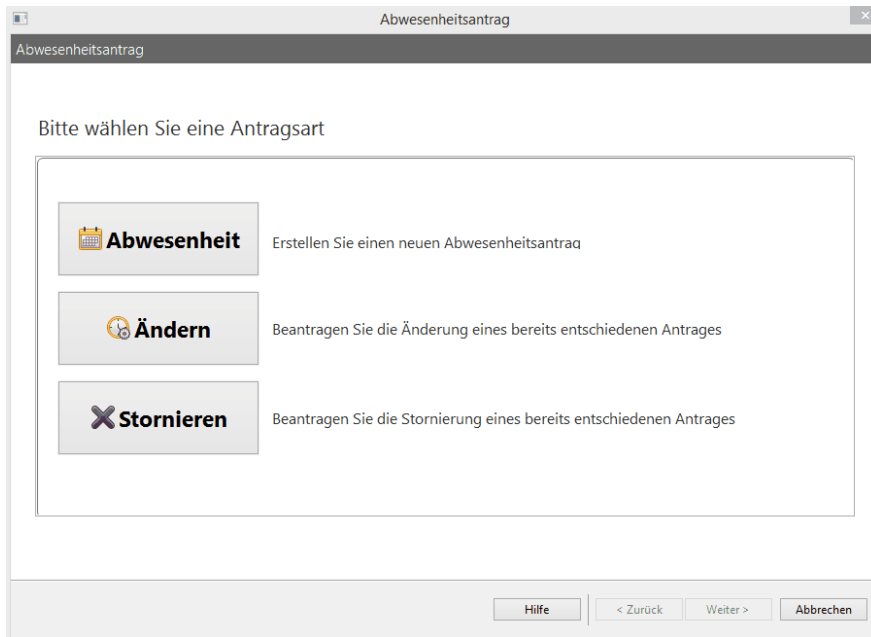 Abwesenheitsantrag
Abwesenheitsantrag
Bitte wählen Sie eine Antragsart
Abwesenheit Erstellen Sie einen neuen Abwesenheitsantrag
Ändern Beantragen Sie die Änderung eines bereits entschiedenen Antrages
Stornieren Beantragen Sie die Stornierung eines bereits entschiedenen Antrages
Hilfe < Zurück Weiter > Abbrechen